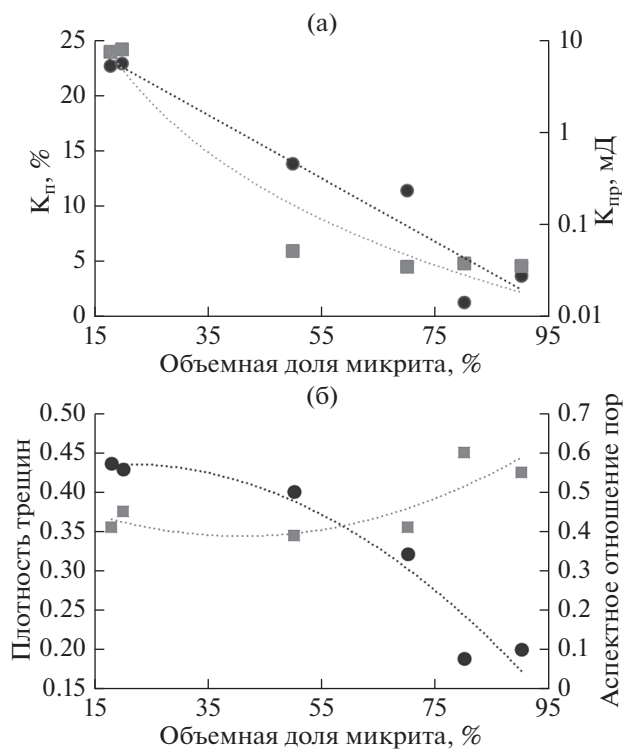 (а)
25
20
15
10
5
0
Kп, %
10
1
0.1
0.01
Kпр, мД
15 35 55 75 95
Объемная доля микрита, %
(б)
0.50
0.45
0.40
0.35
0.30
0.25
0.20
0.15
Плотность трещин
0.7
0.6
0.5
0.4
0.3
0.2
0.1
0
Аспектное отношение пор
15 35 55 75 95
Объемная доля микрита, %